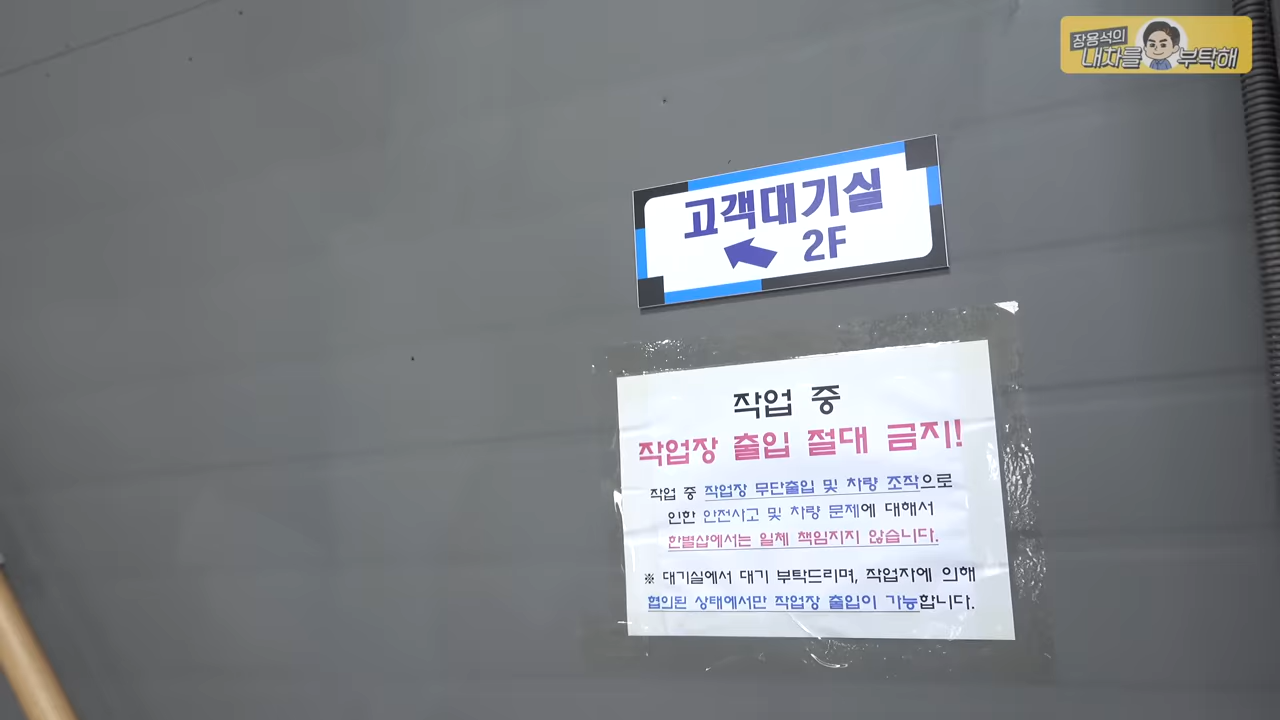 장용석의
내차를 부탁해
고객대기실
2F
작업 중
작업장 출입 절대 금지!
작업 중 작업장 무단출입 및 차량 조작으로
인한 안전사고 및 차량 문제에 대해서
한별샵에서는 일체 책임지지 않습니다.
※ 대기실에서 대기 부탁드리며, 작업자에 의해
협의된 상태에서만 작업장 출입이 가능합니다.